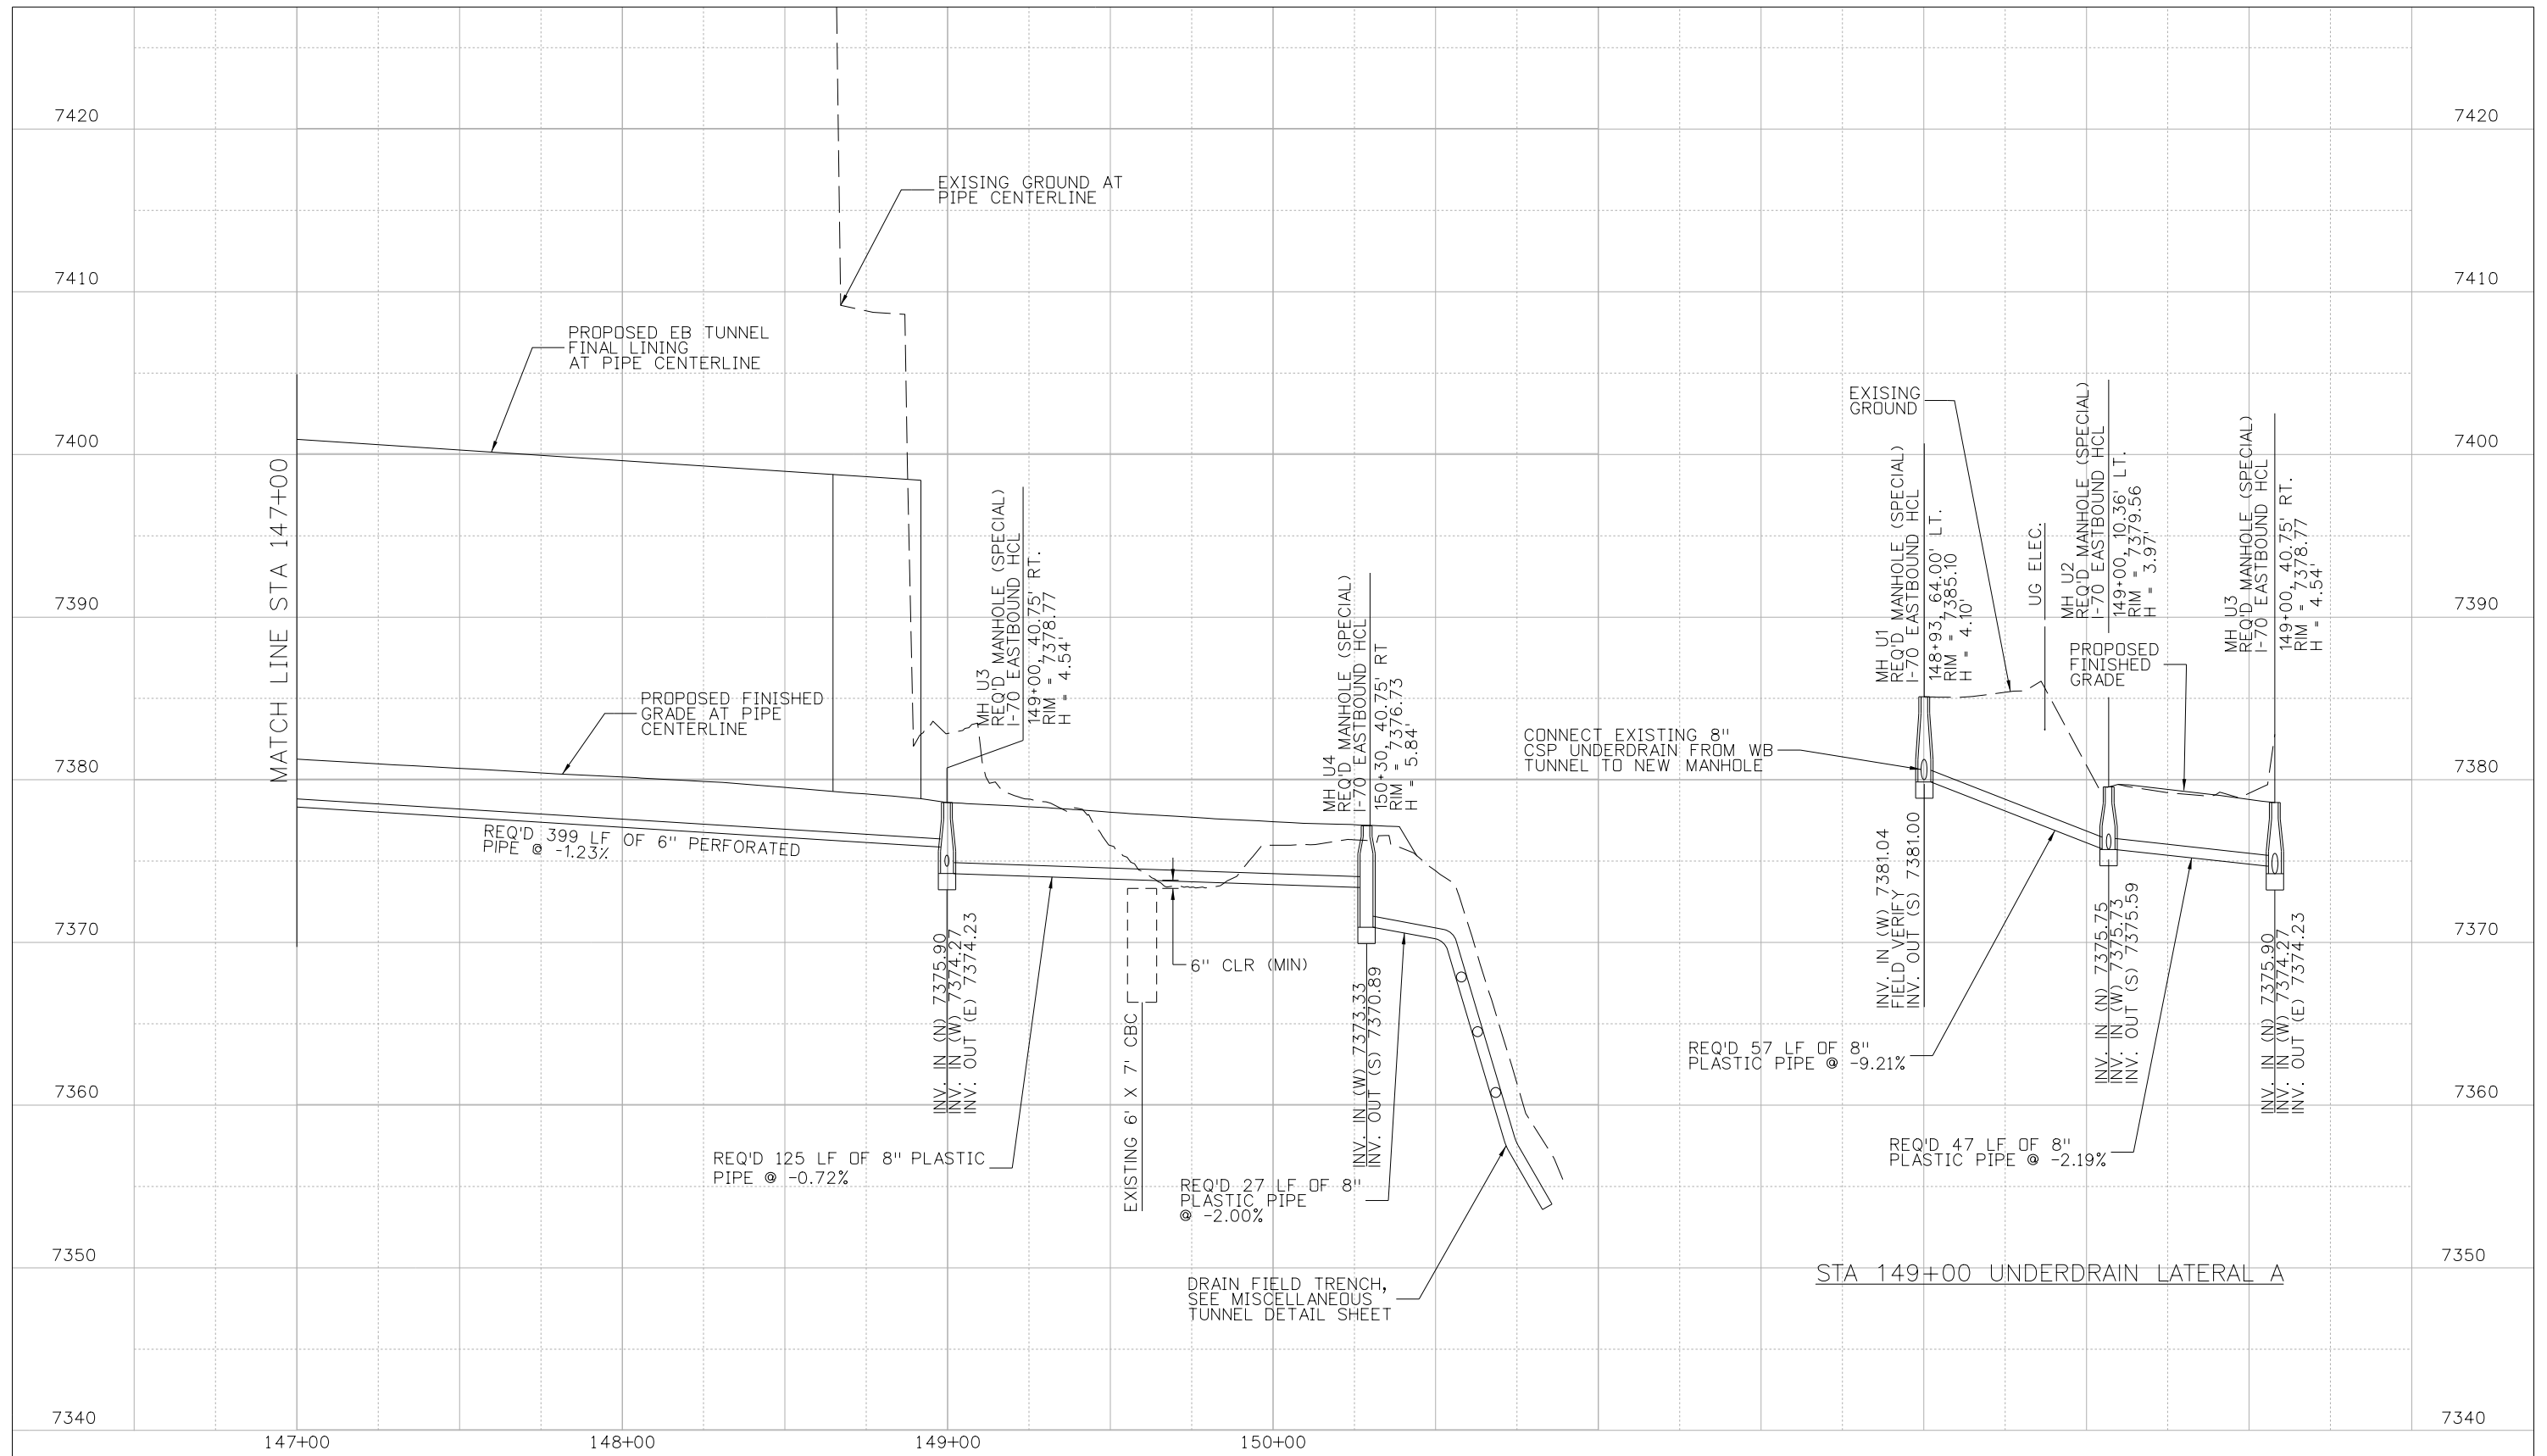 7420
7420
7410
7410
7400
7400
7390
7390
7380
7380
7370
7370
7360
7360
7350
7350
7340
7340
147+00
148+00
149+00
150+00
MATCH LINE STA 147+00
EXISING GROUND AT
PIPE CENTERLINE
PROPOSED EB TUNNEL
FINAL LINING
AT PIPE CENTERLINE
PROPOSED FINISHED
GRADE AT PIPE
CENTERLINE
REQ'D 399 LF OF 6" PERFORATED
PIPE @ -1.23%
MH U3
REQ'D MANHOLE (SPECIAL)
I-70 EASTBOUND HCL
149+00, 40.75' RT.
RIM = 7378.77
H = 4.54'
INV. IN (N) 7375.90
INV. IN (W) 7374.27
INV. OUT (E) 7374.23
REQ'D 125 LF OF 8" PLASTIC
PIPE @ -0.72%
EXISTING 6' X 7' CBC
6" CLR (MIN)
MH U4
REQ'D MANHOLE (SPECIAL)
I-70 EASTBOUND HCL
150+30, 40.75' RT
RIM = 7376.73
H = 5.84'
INV. IN (W) 7373.33
INV. OUT (S) 7370.89
REQ'D 27 LF OF 8"
PLASTIC PIPE
@ -2.00%
DRAIN FIELD TRENCH,
SEE MISCELLANEOUS
TUNNEL DETAIL SHEET
CONNECT EXISTING 8"
CSP UNDERDRAIN FROM WB
TUNNEL TO NEW MANHOLE
EXISING
GROUND
MH U1
REQ'D MANHOLE (SPECIAL)
I-70 EASTBOUND HCL
148+93, 64.00' LT.
RIM = 7385.10
H = 4.10'
INV. IN (W) 7381.04
FIELD VERIFY
INV. OUT (S) 7381.00
UG ELEC.
MH U2
REQ'D MANHOLE (SPECIAL)
I-70 EASTBOUND HCL
149+00, 10.36' LT.
RIM = 7379.56
H = 3.97'
PROPOSED
FINISHED
GRADE
INV. IN (N) 7375.75
INV. IN (W) 7375.73
INV. OUT (S) 7375.59
REQ'D 57 LF OF 8"
PLASTIC PIPE @ -9.21%
REQ'D 47 LF OF 8"
PLASTIC PIPE @ -2.19%
MH U3
REQ'D MANHOLE (SPECIAL)
I-70 EASTBOUND HCL
149+00, 40.75' RT.
RIM = 7378.77
H = 4.54'
INV. IN (N) 7375.90
INV. IN (W) 7374.27
INV. OUT (E) 7374.23
STA 149+00 UNDERDRAIN LATERAL A